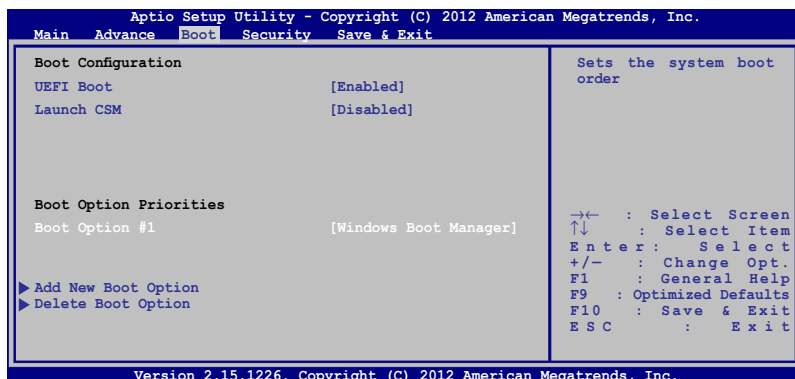 Aptio Setup Utility - Copyright (C) 2012 American Megatrends, Inc.
Main Advance Boot Security Save & Exit
Boot Configuration
UEFI Boot [Enabled]
Launch CSM [Disabled]
Boot Option Priorities
Boot Option #1 [Windows Boot Manager]
Add New Boot Option
Delete Boot Option
Sets the system boot
order
→← : Select Screen
↑↓ : Select Item
Enter: Select
+/— : Change Opt.
F1 : General Help
F9 : Optimized Defaults
F10 : Save & Exit
ESC : Exit
Version 2.15.1226. Copyright (C) 2012 American Megatrends, Inc.